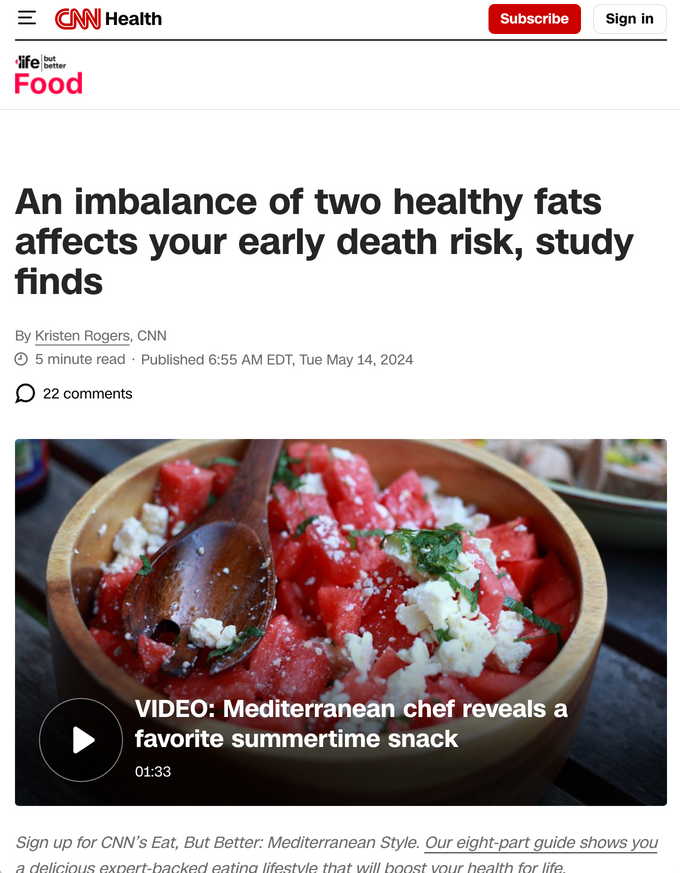 CNN Health
Subscribe
Sign in
life but better
Food
An imbalance of two healthy fats
affects your early death risk, study
finds
By Kristen Rogers, CNN
5 minute read · Published 6:55 AM EDT, Tue May 14, 2024
22 comments
VIDEO: Mediterranean chef reveals a
favorite summertime snack
01:33
Sign up for CNN’s Eat, But Better: Mediterranean Style. Our eight-part guide shows you
a delicious expert-backed eating lifestyle that will boost your health for life.